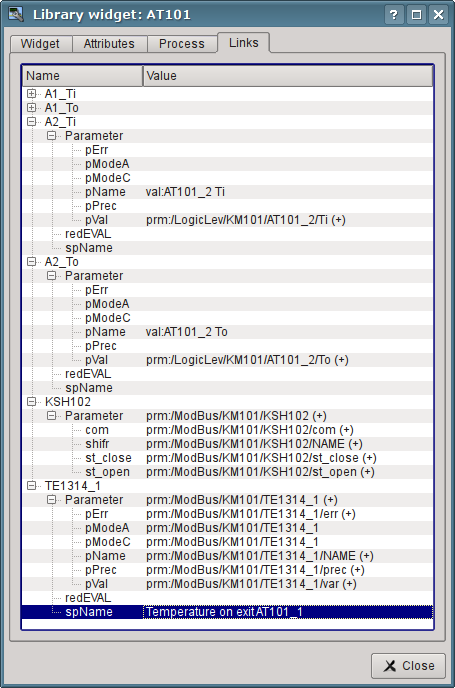 Library widget: AT101
Widget Attributes Process Links
Name Value
A1_Ti
A1_To
A2_Ti
Parameter
pErr
pModeA
pModeC
pName val:AT101_2 Ti
pPrec
pVal prm:/LogicLev/KM101/AT101_2/Ti (+)
redEVAL
spName
A2_To
Parameter
pErr
pModeA
pModeC
pName val:AT101_2 To
pPrec
pVal prm:/LogicLev/KM101/AT101_2/To (+)
redEVAL
spName
KSH102
Parameter prm:/ModBus/KM101/KSH102 (+)
com prm:/ModBus/KM101/KSH102/com (+)
shifr prm:/ModBus/KM101/KSH102/NAME (+)
st_close prm:/ModBus/KM101/KSH102/st_close (+)
st_open prm:/ModBus/KM101/KSH102/st_open (+)
TE1314_1
Parameter prm:/ModBus/KM101/TE1314_1 (+)
pErr prm:/ModBus/KM101/TE1314_1/err (+)
pModeA prm:/ModBus/KM101/TE1314_1
pModeC prm:/ModBus/KM101/TE1314_1
pName prm:/ModBus/KM101/TE1314_1/NAME (+)
pPrec prm:/ModBus/KM101/TE1314_1/prec (+)
pVal prm:/ModBus/KM101/TE1314_1/var (+)
redEVAL
spName Temperature on exit AT101_1
Close